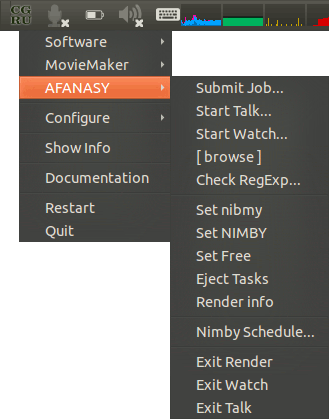 CG
RU
Software
MovieMaker
AFANASY
Configure
Show Info
Documentation
Restart
Quit
Submit Job...
Start Talk...
Start Watch...
[ browse ]
Check RegExp...
Set nibmy
Set NIMBY
Set Free
Eject Tasks
Render info
Nimby Schedule...
Exit Render
Exit Watch
Exit Talk